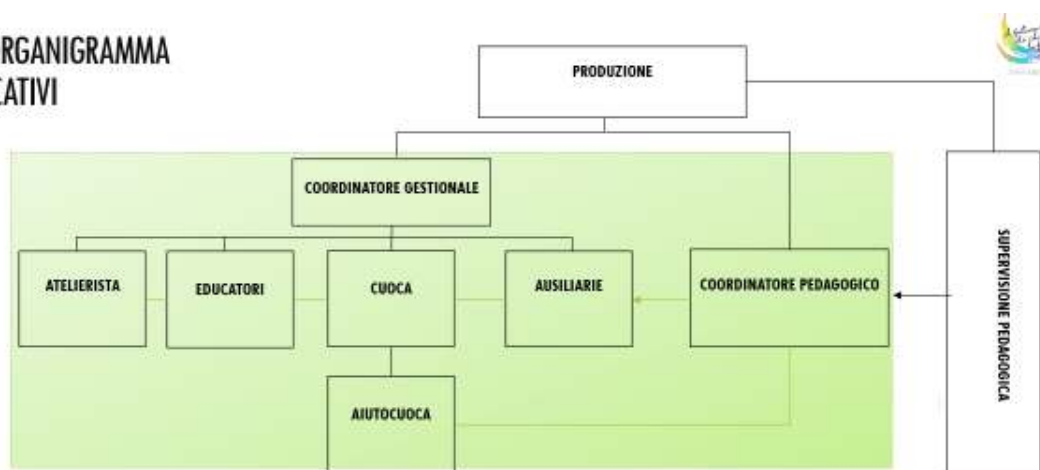 RGANIGRAMMA
CATIVI
PRODUZIONE
COORDINATORE GESTIONALE
ATELIERISTA
EDUCATORI
CUOCA
AUSILIARIE
COORDINATORE PEDAGOGICO
SUPERVISIONE PEDAGOGICA
AIUTOCUOCA